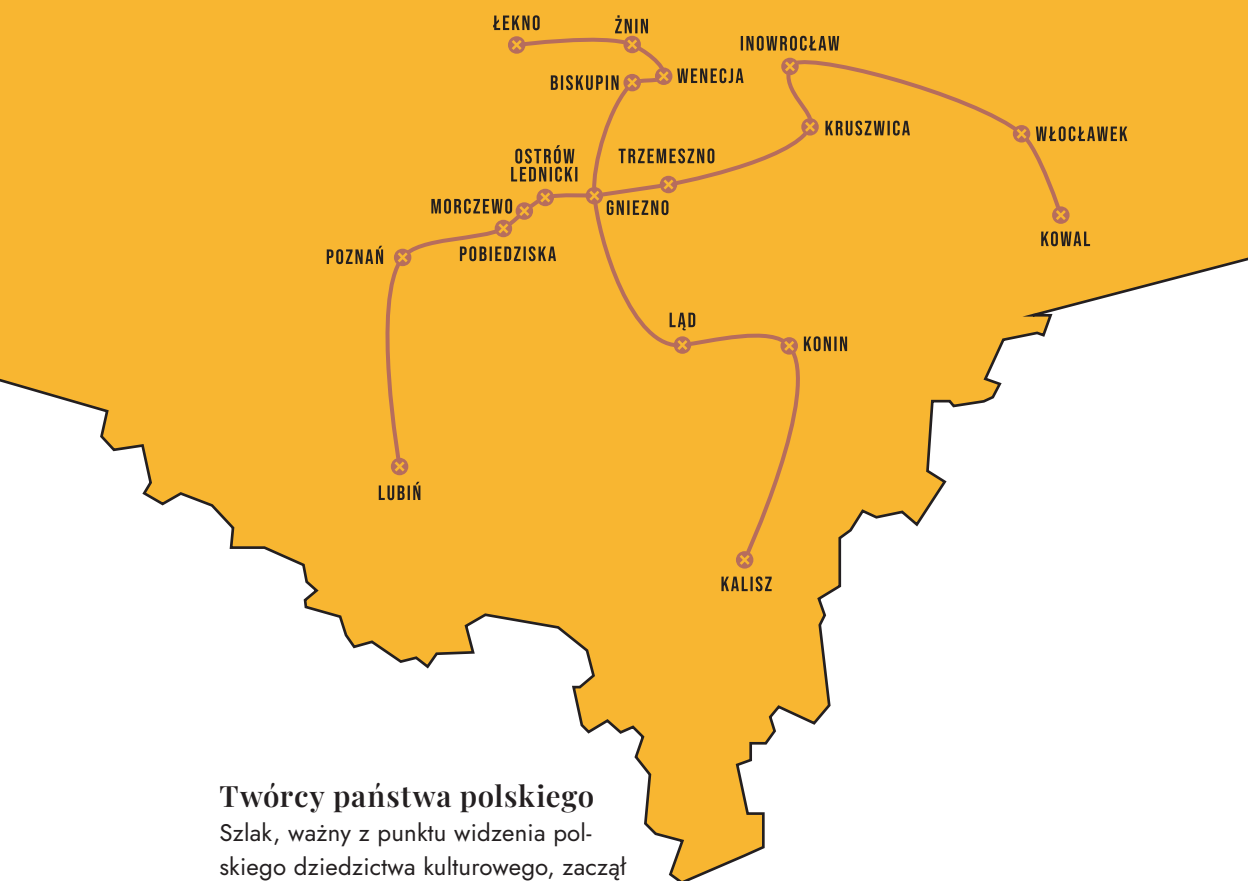 ŁEKNO
ŻNIN
INOWROCŁAW
BISKUPIN
WENECJA
KRUSZWICA
WŁOCŁAWEK
OSTRÓW
LEDNICKI
TRZEMESZNO
MORCZEWO
GNIEZNO
POBIEDZISKA
POZNAŃ
KOWAL
LĄD
KONIN
LUBIŃ
KALISZ
Twórcy państwa polskiego
Szlak, ważny z punktu widzenia pol-
skiego dziedzictwa kulturowego, zaczął